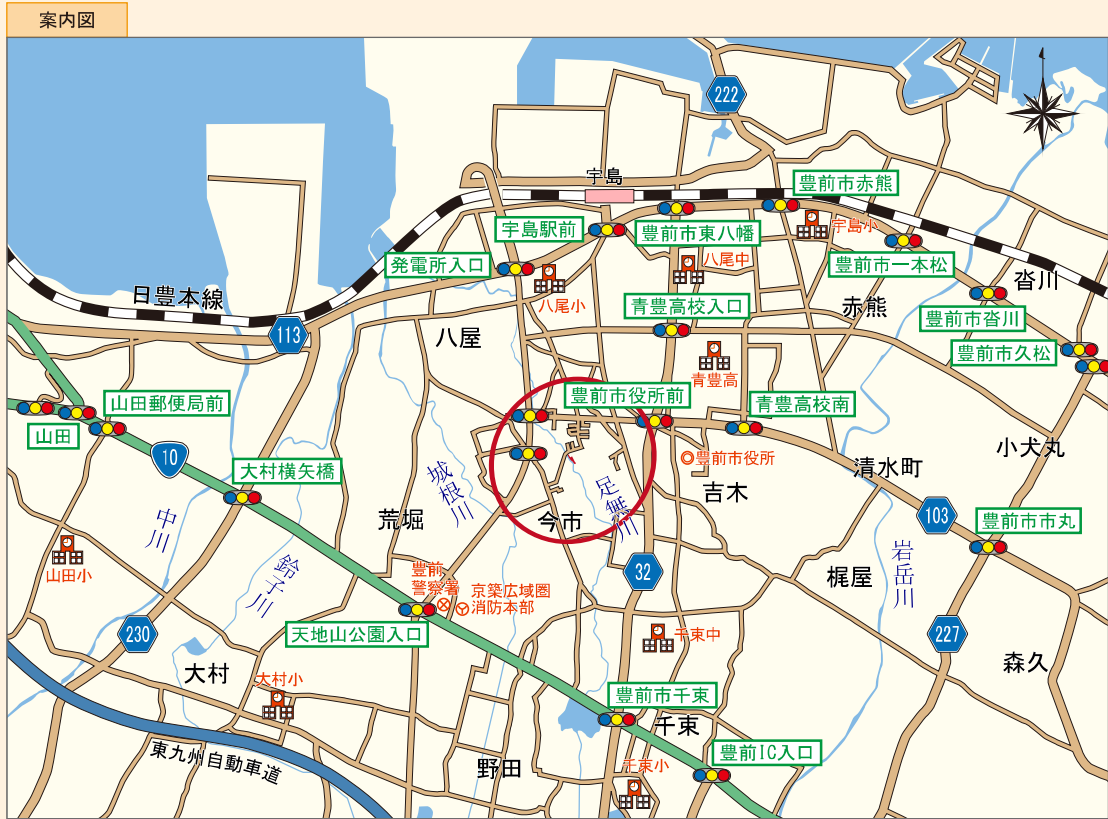 案内図
222
宇島
豊前市赤熊
宇島駅前
豊前市東八幡
宇島小
発電所入口
八尾中
豊前市一本松
沓川
日豊本線
八尾小
青豊高校入口
赤熊
豊前市沓川
113
八屋
豊前市久松
青豊高
山田郵便局前
豊前市役所前
青豊高校南
山田
小犬丸
10
大村横矢橋
豊前市役所
清水町
城根川
足無川
吉木
荒堀
今市
103
豊前市市丸
中川
鈴子川
岩岳川
山田小
豊前
警察署
京築広域圏
消防本部
32
梶屋
天地山公園入口
230
千束中
227
大村
大村小
森久
豊前市千束
千束
東九州自動車道
野田
豊前IC入口
千束小